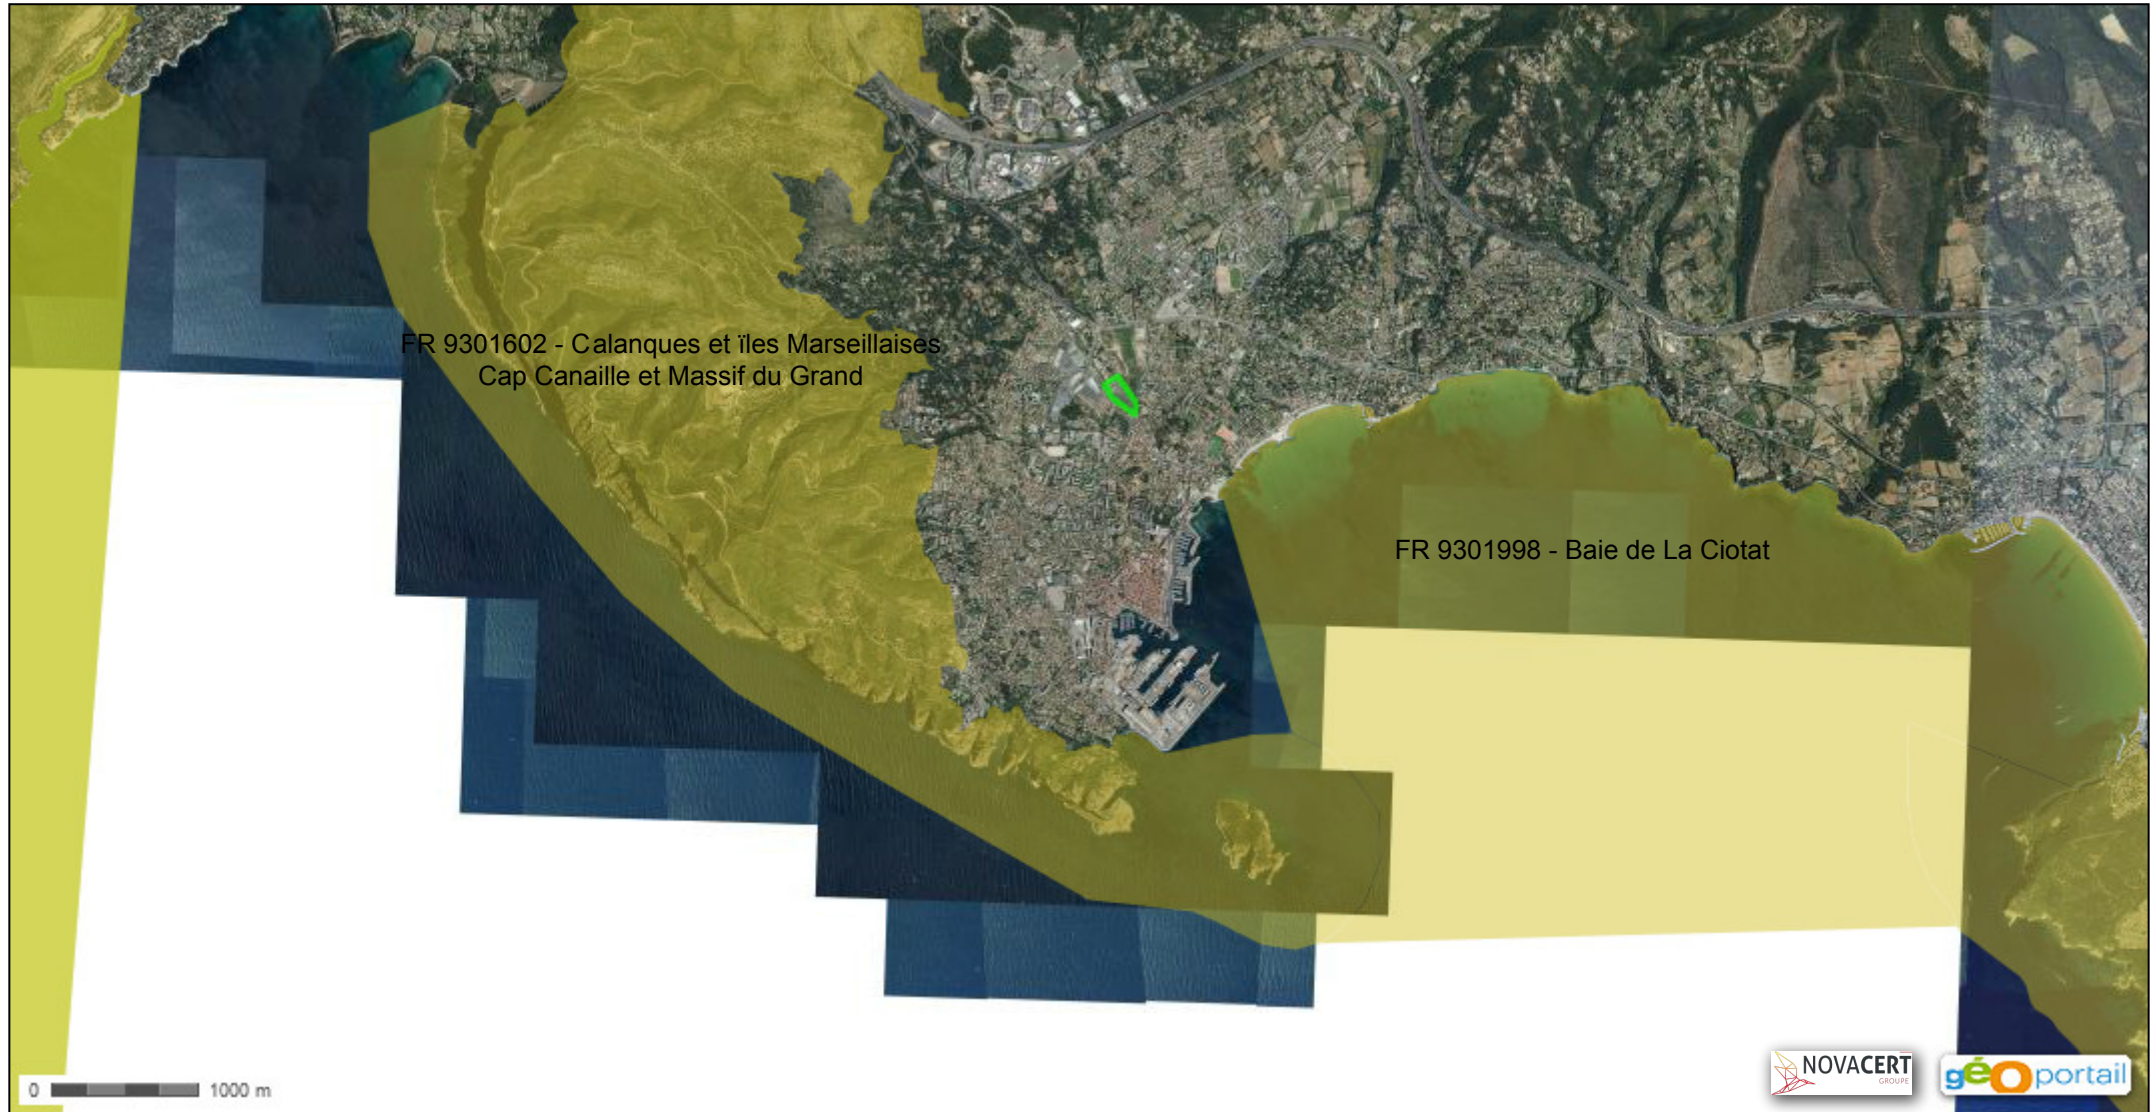 FR 9301602 - Calanques et ïles Marseillaises
Cap Canaille et Massif du Grand
FR 9301998 - Baie de La Ciotat
0 1000 m
NOVACERT
GROUPE
géoportail